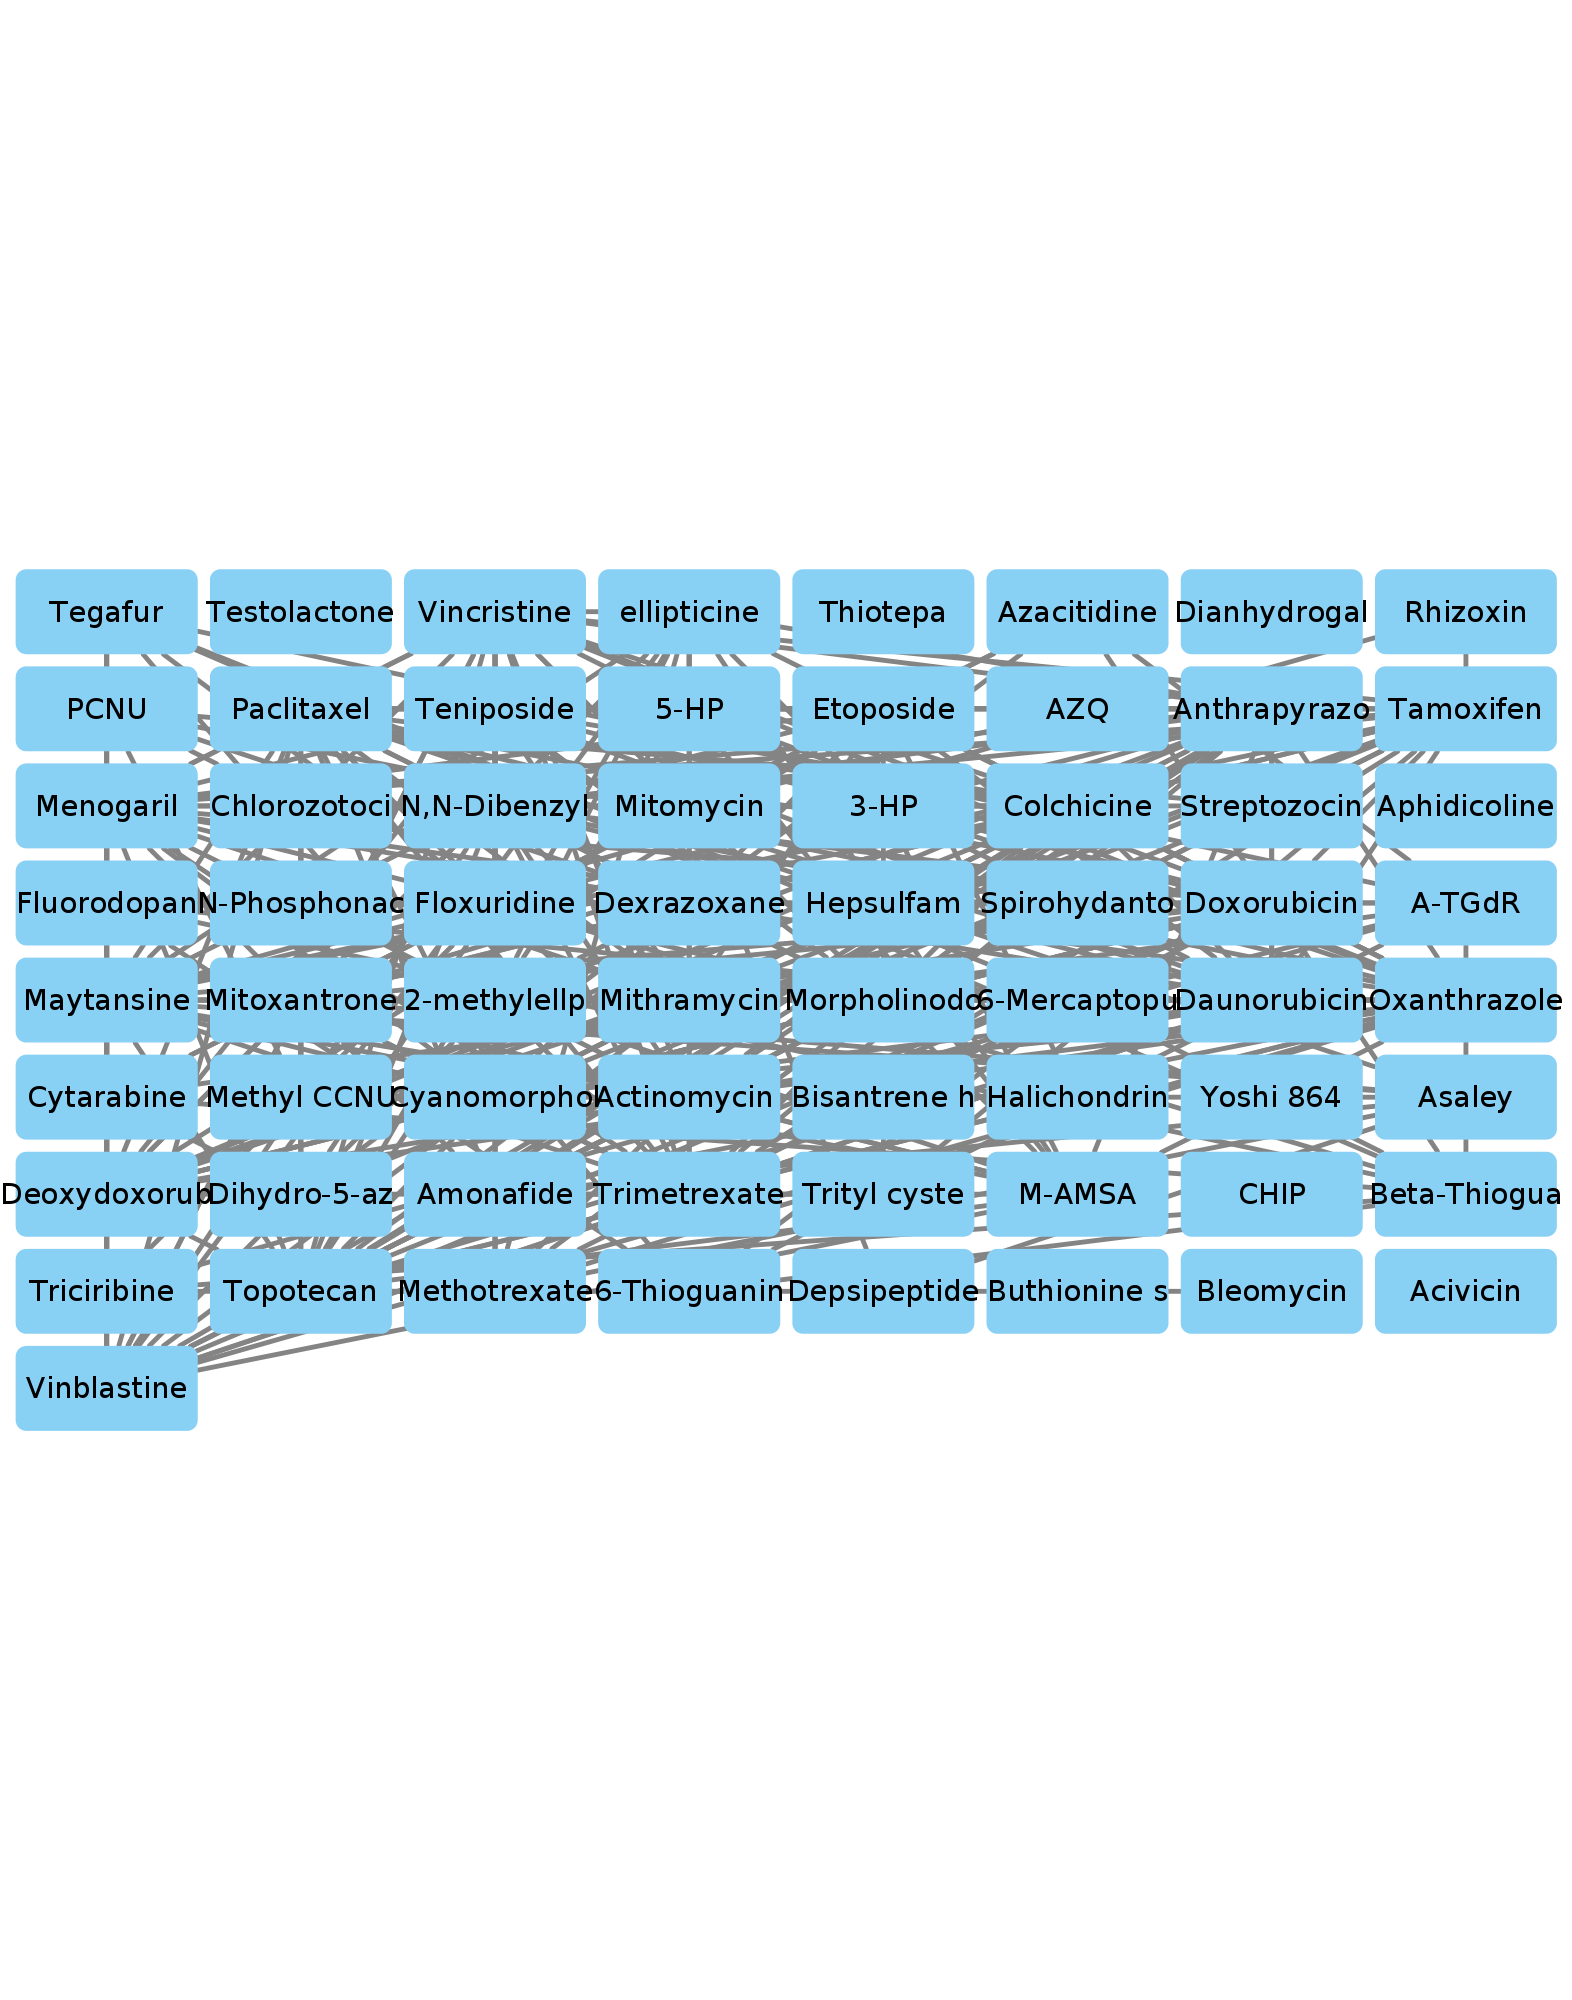 Tegafur Testolactone Vincristine ellipticine Thiotepa Azacitidine Dianhydrogal Rhizoxin
PCNU Paclitaxel Teniposide 5-HP Etoposide AZQ Anthrapyrazo Tamoxifen
Menogaril Chlorozotoci N,N-Dibenzyl Mitomycin 3-HP Colchicine Streptozocin Aphidicoline
Fluorodopan N-Phosphonac Floxuridine Dexrazoxane Hepsulfam Spirohydanto Doxorubicin A-TGdR
Maytansine Mitoxantrone 2-methylellp Mithramycin Morpholinodo 6-Mercaptopu Daunorubicin Oxanthrazole
Cytarabine Methyl CCNU Cyanomorphol Actinomycin Bisantrene h Halichondrin Yoshi 864 Asaley
Deoxydoxorub Dihydro-5-az Amonafide Trimetrexate Trityl cyste M-AMSA CHIP Beta-Thiogua
Triciribine Topotecan Methotrexate 6-Thioguanin Depsipeptide Buthionine s Bleomycin Acivicin
Vinblastine